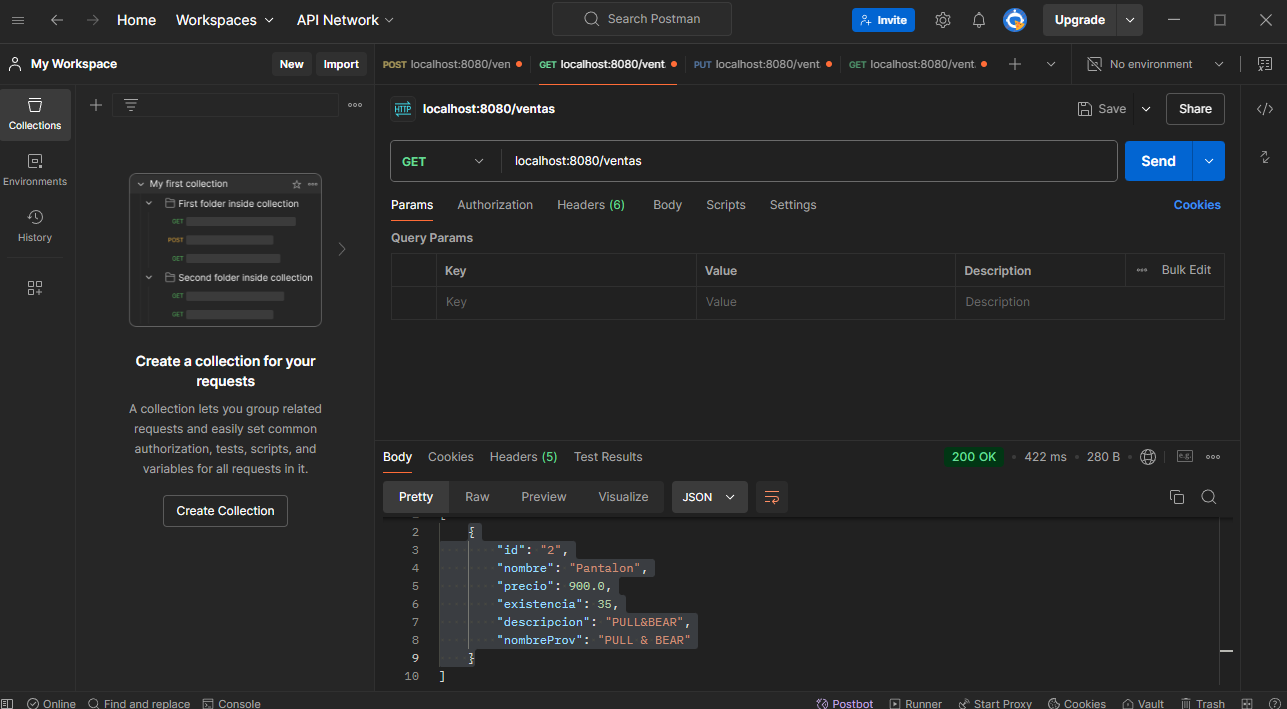 Home Workspaces API Network Search Postman Invite Upgrade
My Workspace New Import POST localhost:8080/ven GET localhost:8080/vent. PUT localhost:8080/vent. GET localhost:8080/vent. No environment
Collections
Environments
History
My first collection
First folder inside collection
GET
POST
GET
Second folder inside collection
GET
GET
Create a collection for your
requests
A collection lets you group related
requests and easily set common
authorization, tests, scripts, and
variables for all requests in it.
Create Collection
HTTP localhost:8080/ventas Save Share
GET localhost:8080/ventas Send
Params Authorization Headers (6) Body Scripts Settings Cookies
Query Params
Key Value Description Bulk Edit
Key Value Description
Body Cookies Headers (5) Test Results 200 OK 422 ms 280 B e.g.
Pretty Raw Preview Visualize JSON
2 {
3 "id": "2",
4 "nombre": "Pantalon",
5 "precio": 900.0,
6 "existencia": 35,
7 "descripcion": "PULL&BEAR",
8 "nombreProv": "PULL & BEAR"
9 }
10 ]
Online Find and replace Console Postbot Runner Start Proxy Cookies Vault Trash